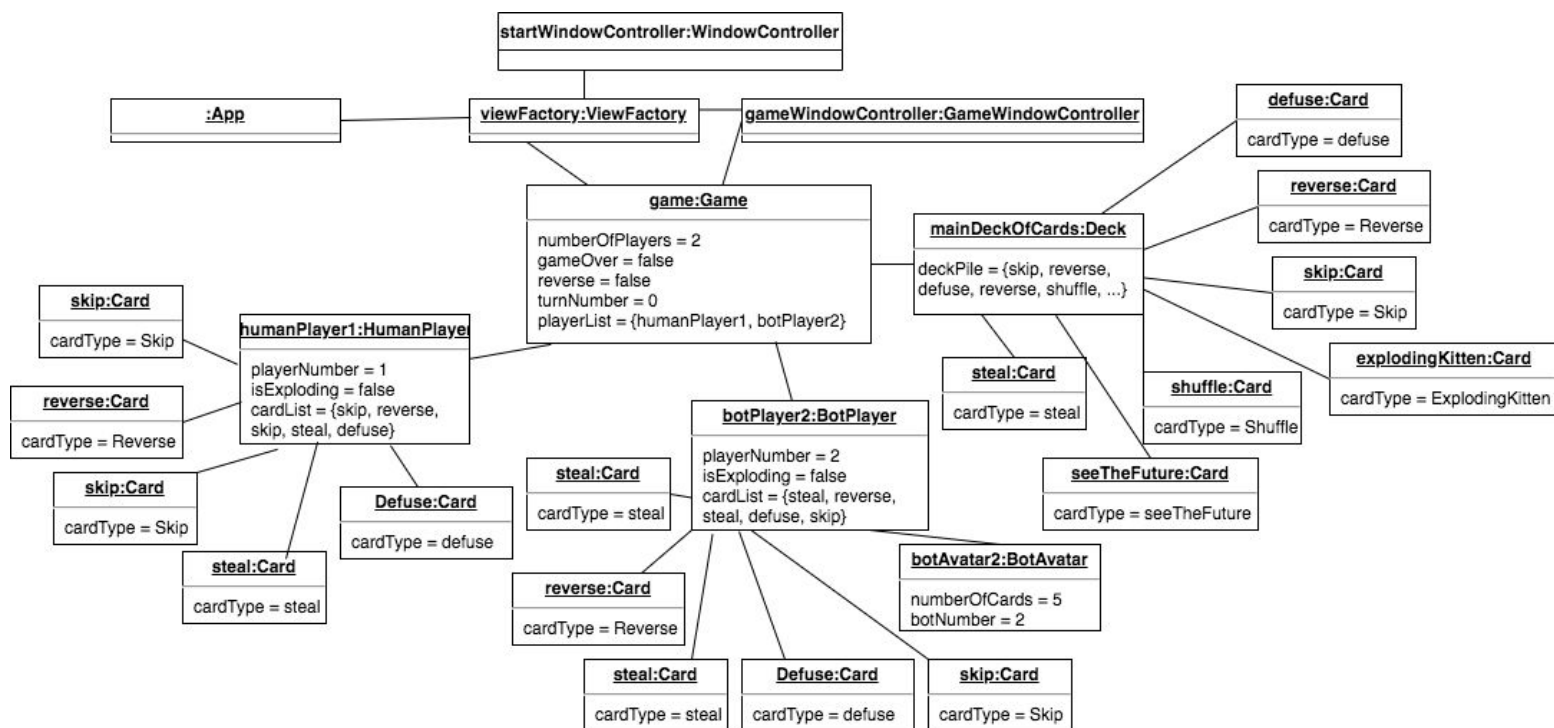 startWindowController:WindowController
:App
viewFactory:ViewFactory
gameWindowController:GameWindowController
defuse:Card
cardType = defuse
game:Game
numberOfPlayers = 2
gameOver = false
reverse = false
turnNumber = 0
playerList = {humanPlayer1, botPlayer2}
reverse:Card
cardType = Reverse
mainDeckOfCards:Deck
deckPile = {skip, reverse,
defuse, reverse, shuffle, ...}
skip:Card
cardType = Skip
skip:Card
cardType = Skip
humanPlayer1:HumanPlayer
playerNumber = 1
isExploding = false
cardList = {skip, reverse,
skip, steal, defuse}
explodingKitten:Card
cardType = ExplodingKitten
steal:Card
cardType = steal
shuffle:Card
cardType = Shuffle
reverse:Card
cardType = Reverse
botPlayer2:BotPlayer
playerNumber = 2
isExploding = false
cardList = {steal, reverse,
steal, defuse, skip}
seeTheFuture:Card
cardType = seeTheFuture
steal:Card
cardType = steal
skip:Card
cardType = Skip
Defuse:Card
cardType = defuse
steal:Card
cardType = steal
botAvatar2:BotAvatar
numberOfCards = 5
botNumber = 2
reverse:Card
cardType = Reverse
steal:Card
cardType = steal
Defuse:Card
cardType = defuse
skip:Card
cardType = Skip